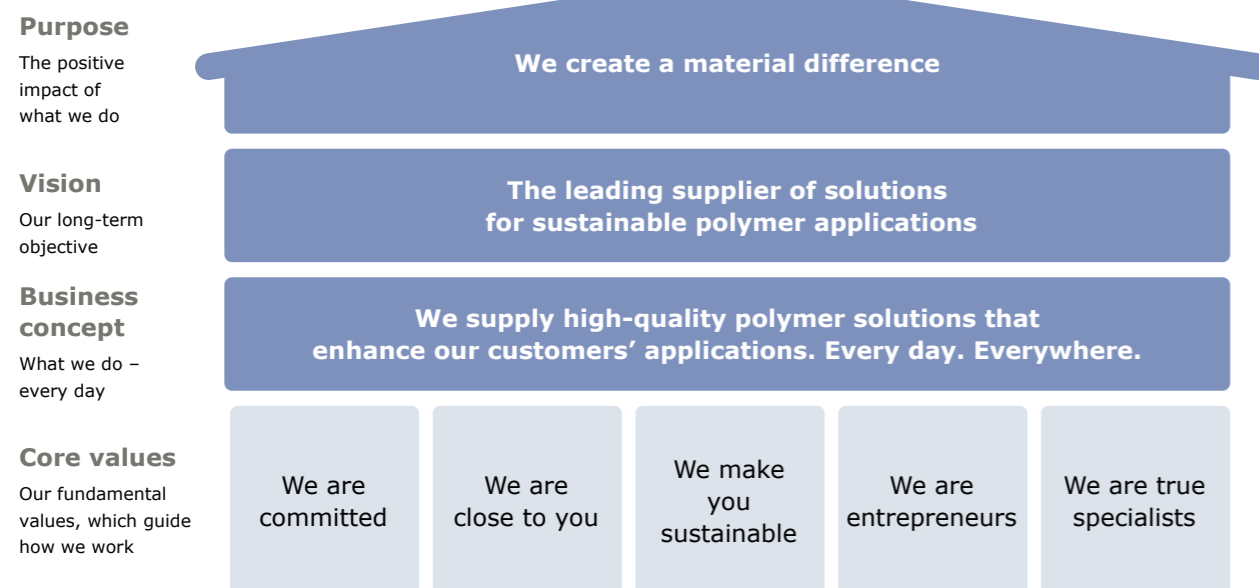 Purpose
The positive
impact of
what we do
We create a material difference
Vision
Our long-term
objective
The leading supplier of solutions
for sustainable polymer applications
Business
concept
What we do –
every day
We supply high-quality polymer solutions that
enhance our customers’ applications. Every day. Everywhere.
Core values
Our fundamental
values, which guide
how we work
We are
committed
We are
close to you
We make
you
sustainable
We are
entrepreneurs
We are true
specialists